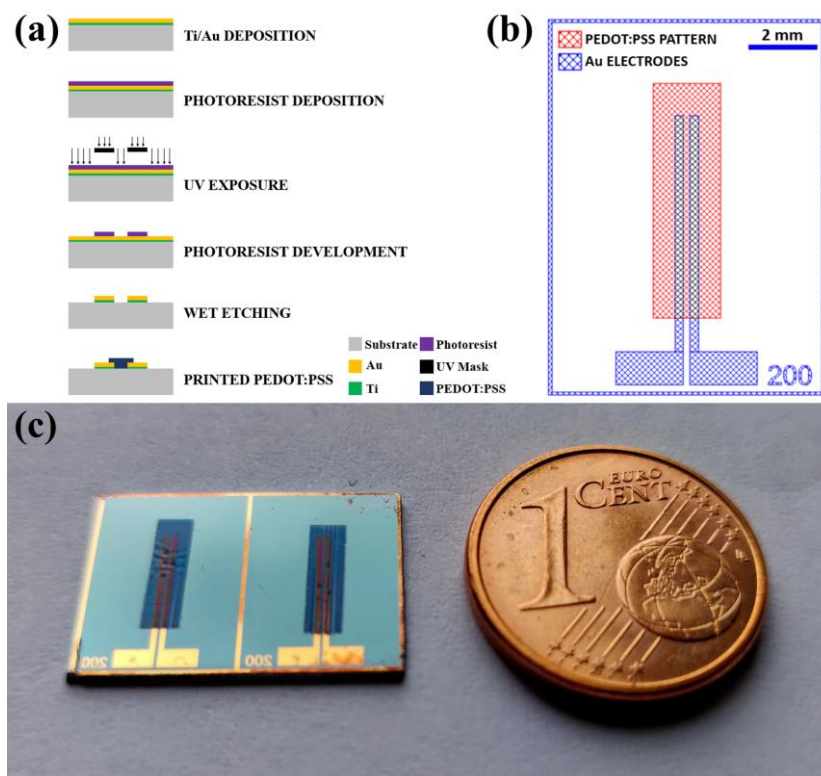 (a)
Ti/Au DEPOSITION
PHOTORESIST DEPOSITION
UV EXPOSURE
PHOTORESIST DEVELOPMENT
WET ETCHING
PRINTED PEDOT:PSS
Substrate
Photoresist
Au
UV Mask
Ti
PEDOT:PSS
(b)
PEDOT:PSS PATTERN
Au ELECTRODES
2 mm
200
(c)
200
200
1
EURO
CENT